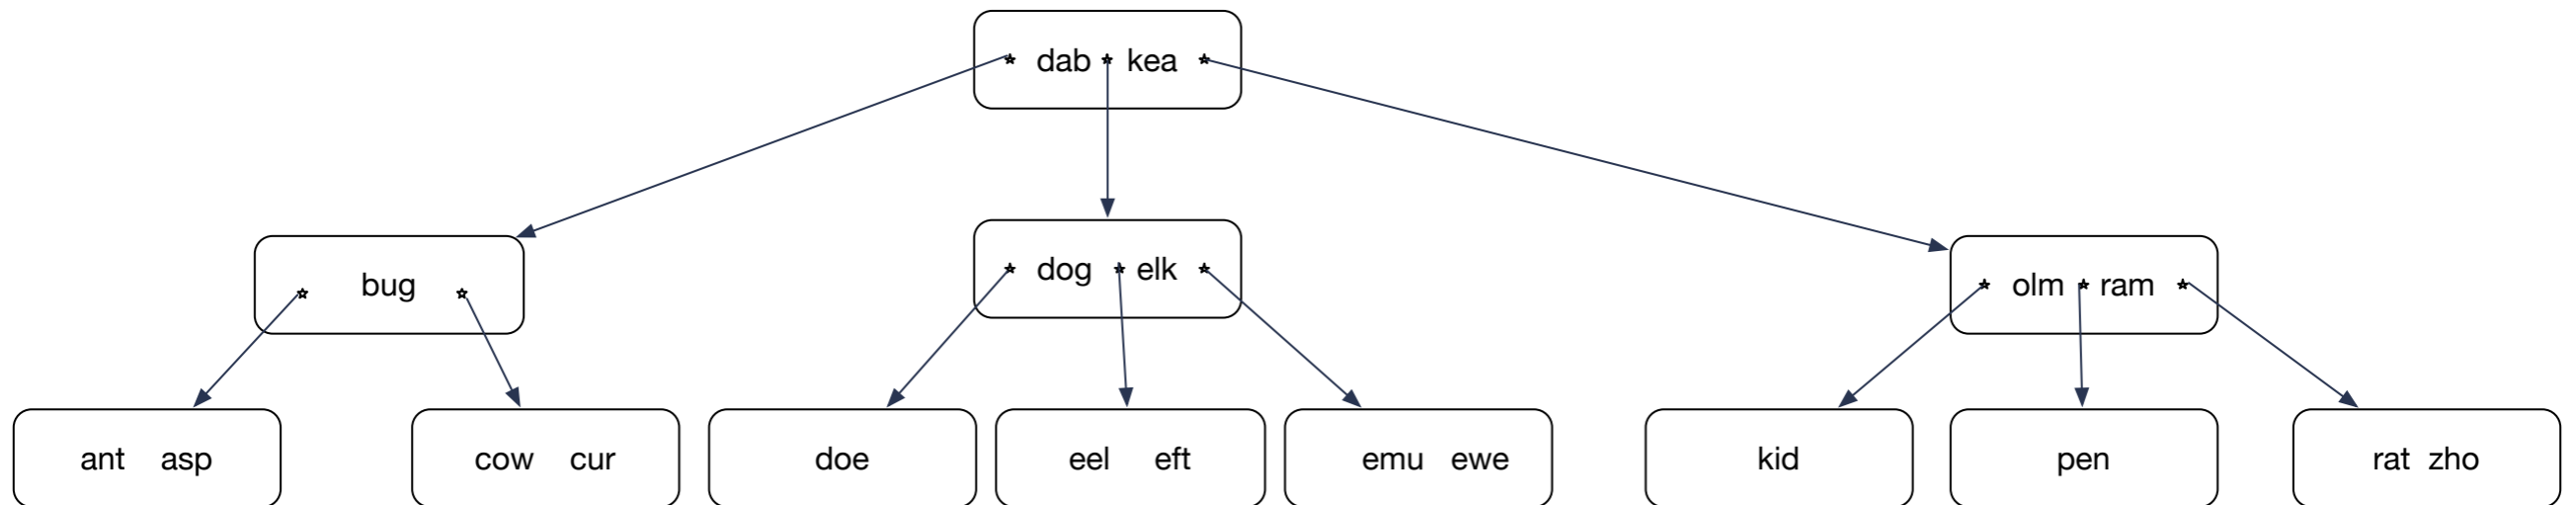 dab kea
bug
dog elk
olm ram
ant asp
cow cur
doe
eel eft
emu ewe
kid
pen
rat zho